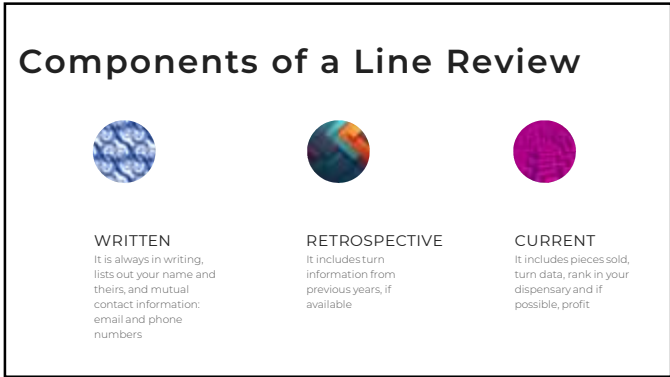 Components of a Line Review
WRITTEN
It is always in writing,
lists out your name and
theirs, and mutual
contact information:
email and phone
numbers
RETROSPECTIVE
It includes turn
information from
previous years, if
available
CURRENT
It includes pieces sold,
turn data, rank in your
dispensary and if
possible, profit